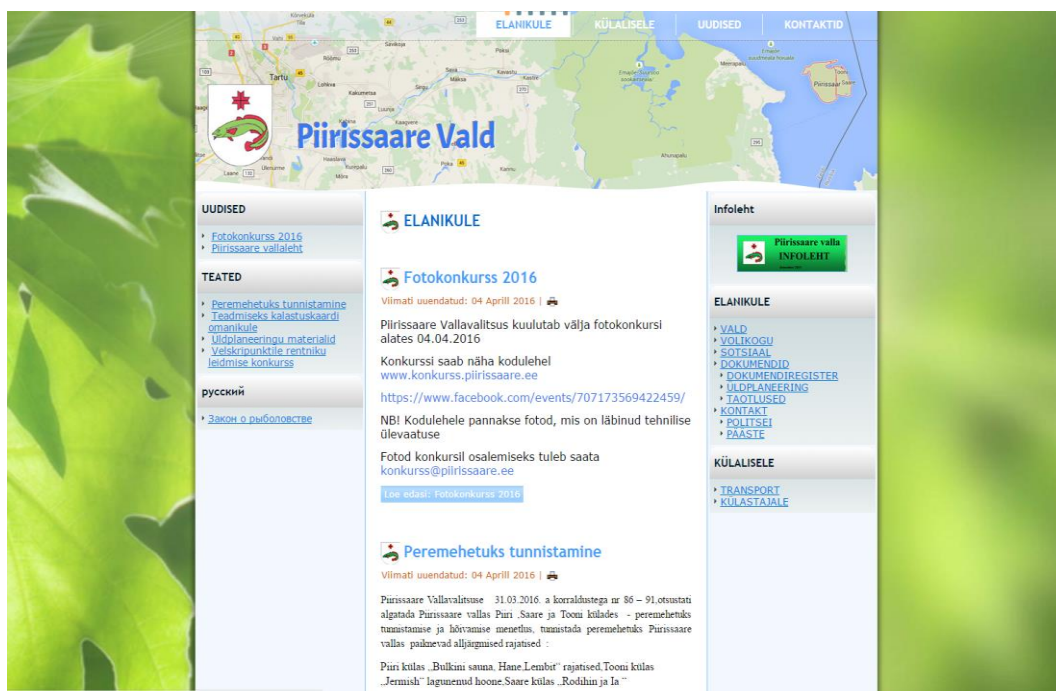 ELANIKULE
KÜLALISELE
UUDISED
KONTAKTID
Tartu
Piirissaar
Piirissaare Vald
UUDISED
Fotokonkurss 2016
Piirissaare vallaleht
TEATED
Peremehetuks tunnistamine
Teadmiseks kalastuskaardi
omanikule
Üldplaneeringu materialid
Velskripunktile rentniku
leidmise konkurss
русский
Закон о рыболовстве
ELANIKULE
Fotokonkurss 2016
Viimati uuendatud: 04 Aprill 2016 |
Piirissaare Vallavalitsus kuulutab välja fotokonkursi
alates 04.04.2016
Konkurssi saab näha kodulehel
www.konkurss.piirissaare.ee
https://www.facebook.com/events/707173569422459/
NB! Kodulehele pannakse fotod, mis on läbinud tehnilise
ülevaatuse
Fotod konkursil osalemiseks tuleb saata
konkurss@piirissaare.ee
Loe edasi: Fotokonkurss 2016
Peremehetuks tunnistamine
Viimati uuendatud: 04 Aprill 2016 |
Piirissaare Vallavalitsuse 31.03.2016. a korraldustega nr 86 – 91,otsustati
algatada Piirissaare vallas Piiri ,Saare ja Tooni külades - peremehetuks
tunnistamise ja hõivamise menetlus, tunnistada peremehetuks Piirissaare
vallas paiknevad alljärgmised rajatised :
Piiri külas „Bulkini sauna, Hane,Lembit“ rajatised,Tooni külas
„Jermish“ lagunenud hoone,Saare külas „Rodihin ja Ia “
Infoleht
Piirissaare valla
INFOLEHT
ELANIKULE
VALD
VOLIKOGU
SOTSIAAL
DOKUMENDID
DOKUMENDIREGISTER
ÜLDPLANEERING
TAOTLUSED
KONTAKT
POLITSEI
PÄÄSTE
KÜLALISELE
TRANSPORT
KÜLASTAJALE